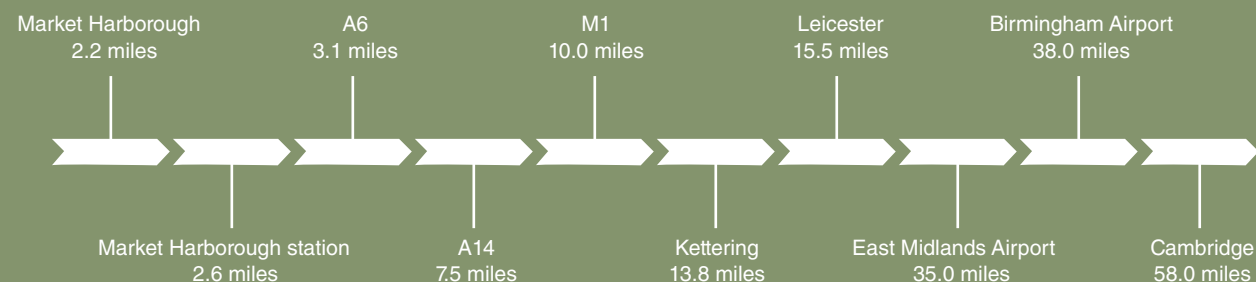 Market Harborough
2.2 miles
A6
3.1 miles
M1
10.0 miles
Leicester
15.5 miles
Birmingham Airport
38.0 miles
Market Harborough station
2.6 miles
A14
7.5 miles
Kettering
13.8 miles
East Midlands Airport
35.0 miles
Cambridge
58.0 miles